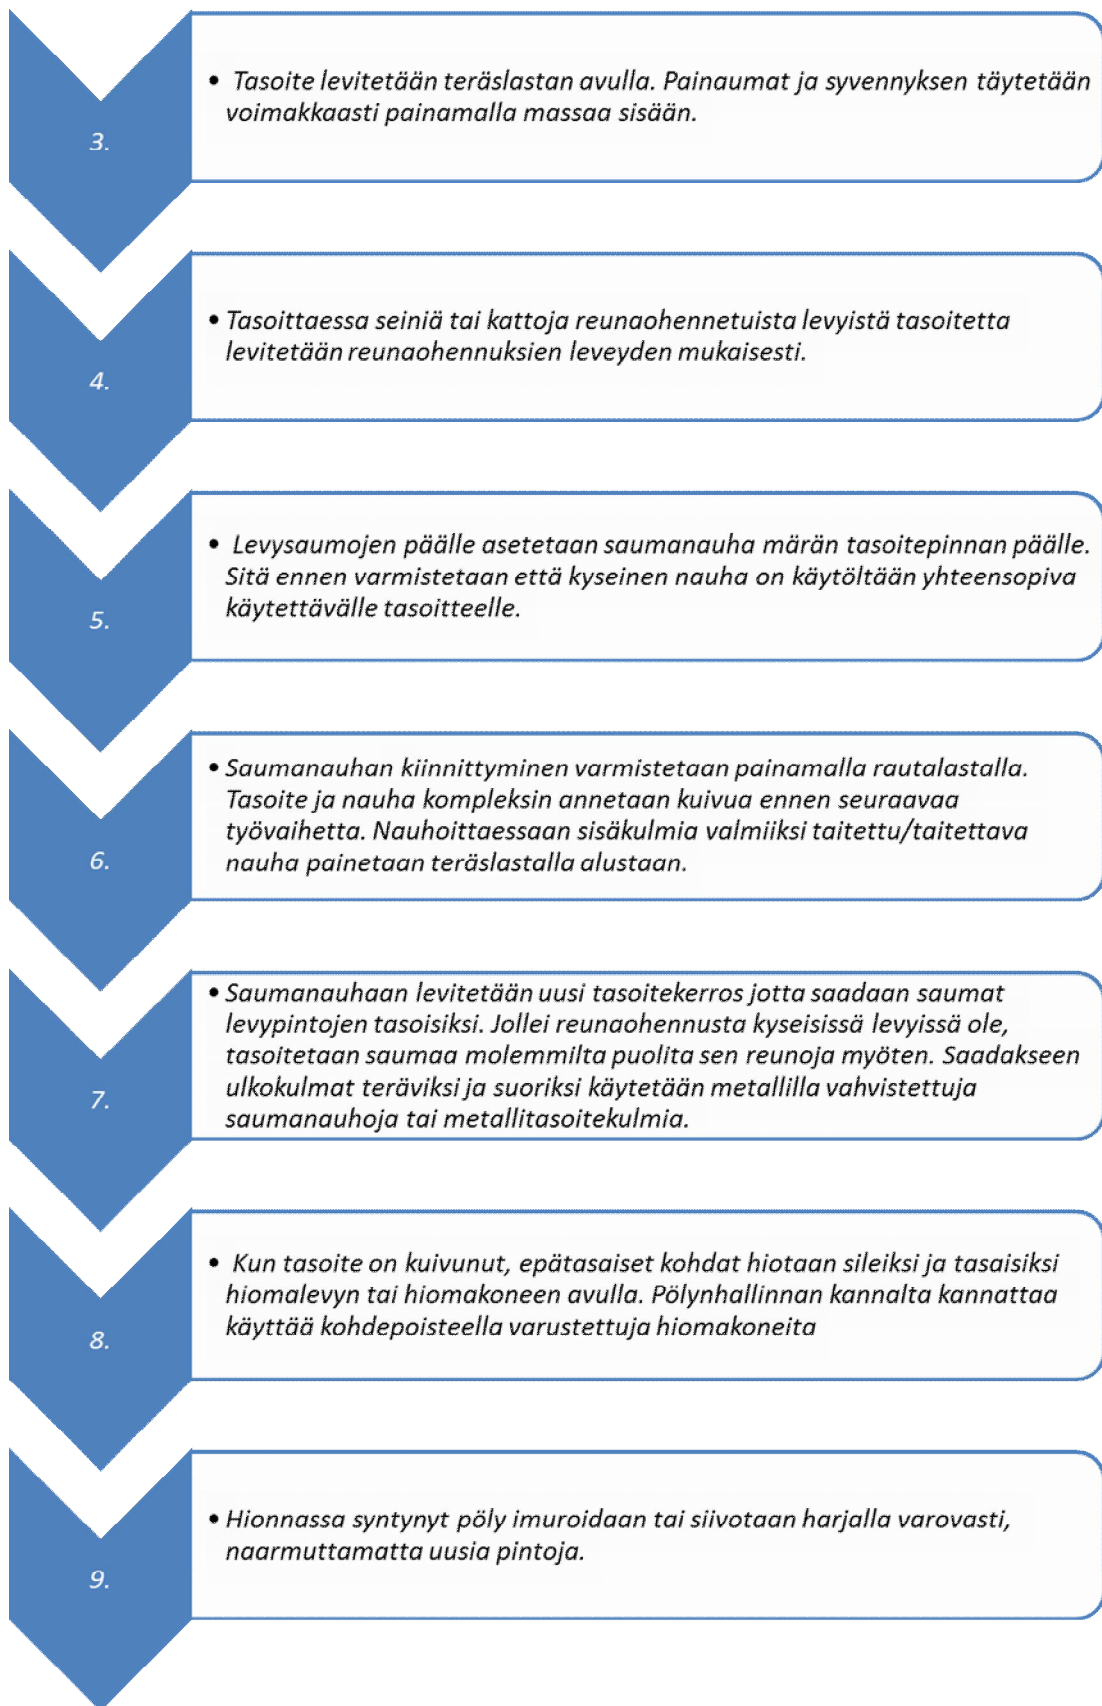 3.
• Tasoite levitetään teräslastan avulla. Painaumat ja syvennyksen täytetään
voimakkaasti painamalla massaa sisään.
4.
• Tasoittaessa seiniä tai kattoja reunaohennetuista levyistä tasoitetta
levitetään reunaohennuksien leveyden mukaisesti.
5.
• Levysaumojen päälle asetetaan saumanauha märän tasoitepinnan päälle.
Sitä ennen varmistetaan että kyseinen nauha on käytöltään yhteensopiva
käytettävälle tasoitteelle.
6.
• Saumanauhan kiinnittyminen varmistetaan painamalla rautalastalla.
Tasoite ja nauha kompleksin annetaan kuivua ennen seuraavaa
työvaihetta. Nauhoittaessaan sisäkulmia valmiiksi taitettu/taitettava
nauha painetaan teräslastalla alustaan.
7.
• Saumanauhaan levitetään uusi tasoitekerros jotta saadaan saumat
levypintojen tasoisiksi. Jollei reunaohennusta kyseisissä levyissä ole,
tasoitetaan saumaa molemmilta puolita sen reunoja myöten. Saadakseen
ulkokulmat teräviksi ja suoriksi käytetään metallilla vahvistettuja
saumanauhoja tai metallitasoitekulmia.
8.
• Kun tasoite on kuivunut, epätasaiset kohdat hiotaan sileiksi ja tasaisiksi
hiomalevyn tai hiomakoneen avulla. Pölynhallinnan kannalta kannattaa
käyttää kohdepoisteella varustettuja hiomakoneita
9.
• Hionnassa syntynyt pöly imuroidaan tai siivotaan harjalla varovasti,
naarmuttamatta uusia pintoja.